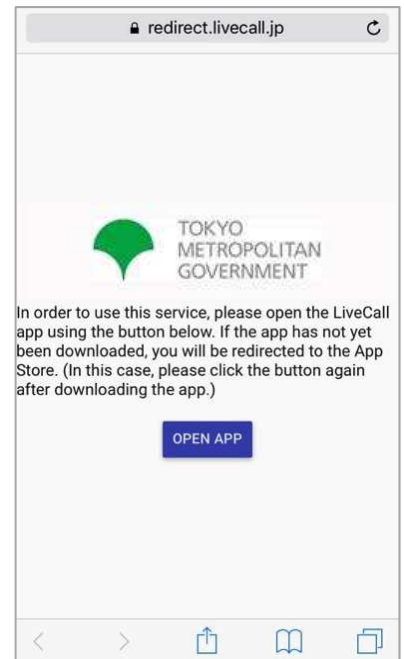 redirect.livecall.jp
TOKYO
METROPOLITAN
GOVERNMENT
In order to use this service, please open the LiveCall
app using the button below. If the app has not yet
been downloaded, you will be redirected to the App
Store. (In this case, please click the button again
after downloading the app.)
OPEN APP